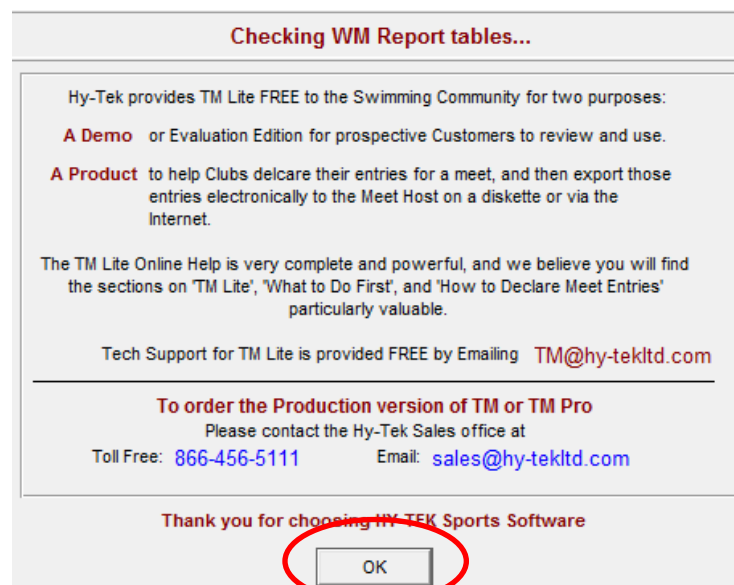 Checking WM Report tables...
Hy-Tek provides TM Lite FREE to the Swimming Community for two purposes:
A Demo or Evaluation Edition for prospective Customers to review and use.
A Product to help Clubs delcare their entries for a meet, and then export those
entries electronically to the Meet Host on a diskette or via the
Internet.
The TM Lite Online Help is very complete and powerful, and we believe you will find
the sections on 'TM Lite', 'What to Do First', and 'How to Declare Meet Entries'
particularly valuable.
Tech Support for TM Lite is provided FREE by Emailing TM@hy-tekltd.com
To order the Production version of TM or TM Pro
Please contact the Hy-Tek Sales office at
Toll Free: 866-456-5111 Email: sales@hy-tekltd.com
Thank you for choosing HY-TEK Sports Software
OK